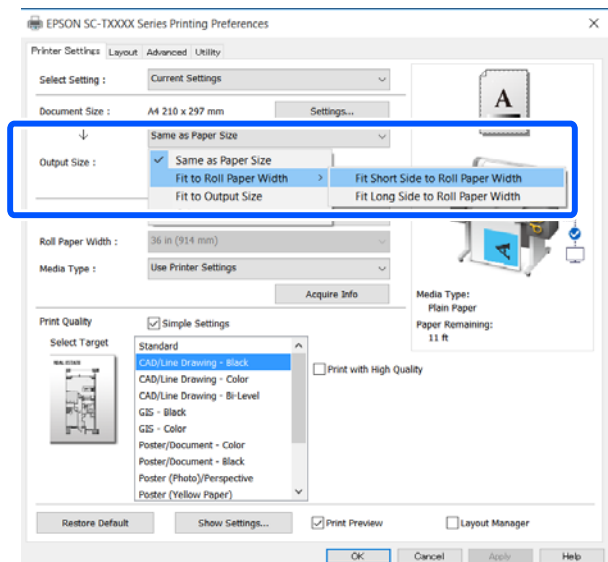 EPSON SC-TXXXX Series Printing Preferences
Printer Settings Layout Advanced Utility
Select Setting : Current Settings
Document Size : A4 210 x 297 mm Settings...
A
Same as Paper Size
Output Size :
Same as Paper Size
Fit to Roll Paper Width
Fit to Output Size
Fit Short Side to Roll Paper Width
Fit Long Side to Roll Paper Width
Roll Paper Width : 36 in (914 mm)
Media Type : Use Printer Settings
Acquire Info
A
Media Type:
Plain Paper
Paper Remaining:
11 ft
Print Quality Simple Settings
Select Target
REAL ESTATE
Standard
CAD/Line Drawing - Black
CAD/Line Drawing - Color
CAD/Line Drawing - Bi-Level
GIS - Black
GIS - Color
Poster/Document - Color
Poster/Document - Black
Poster (Photo)/Perspective
Poster (Yellow Paper)
Print with High Quality
Restore Default Show Settings... Print Preview Layout Manager
OK Cancel Apply Help